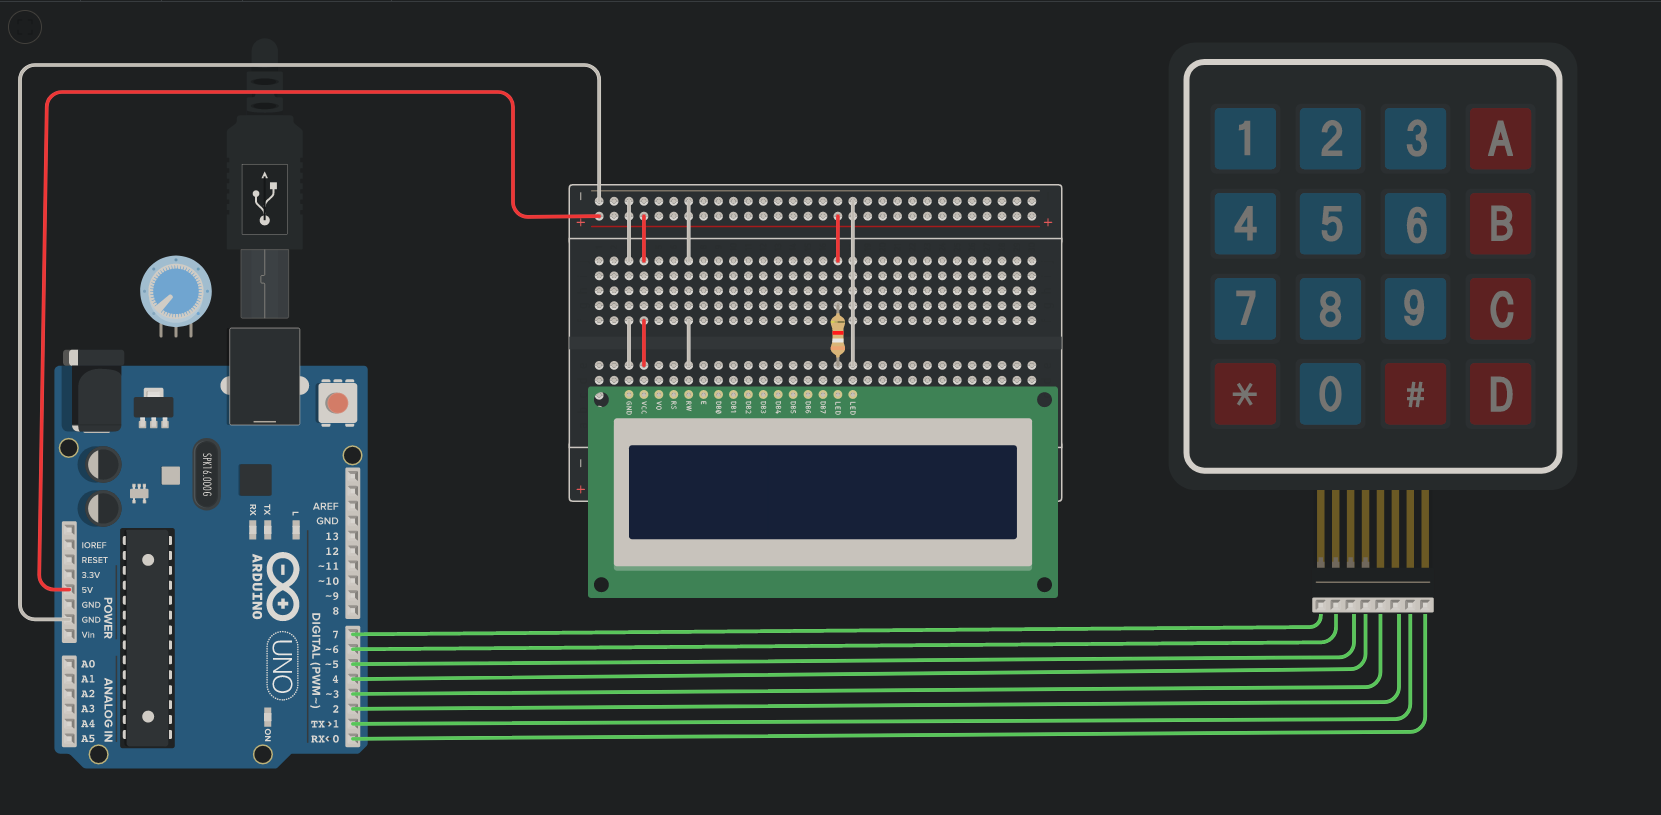 1 2 3 A
4 5 6 B
7 8 9 C
* 0 # D
− 
+ +
GND VCC VO RS RW E DB0 DB1 DB2 DB3 DB4 DB5 DB6 DB7 LED LED
−
+
SPK16.000G
RX TX L
ARDUINO
UNO
ON
IOREF
RESET
3.3V
5V
GND
GND
Vin
POWER
A0
A1
A2
A3
A4
A5
ANALOG IN
AREF
GND
13
12
~11
~10
~9
8
7
~6
~5
4
~3
2
TX>1
RX<0
DIGITAL (PWM ~)